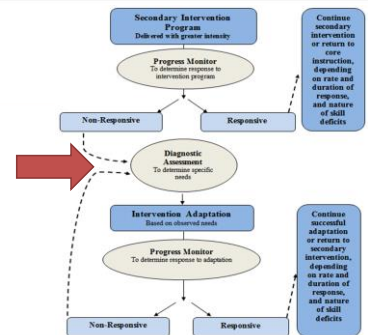 Secondary Intervention
Program
Delivered with greater intensity
Progress Monitor
To determine response to
intervention program
Non-Responsive
Responsive
Continue
secondary
intervention
or return to
core
instruction,
depending
on rate and
duration of
response,
and nature
of skill
deficits
Diagnostic
Assessment
To determine specific
needs
Intervention Adaptation
Based on observed needs
Progress Monitor
To determine response to adaptation
Non-Responsive
Responsive
Continue
successful
adaptation
or return to
secondary
intervention,
depending
on rate and
duration of
response,
and nature
of skill
deficits